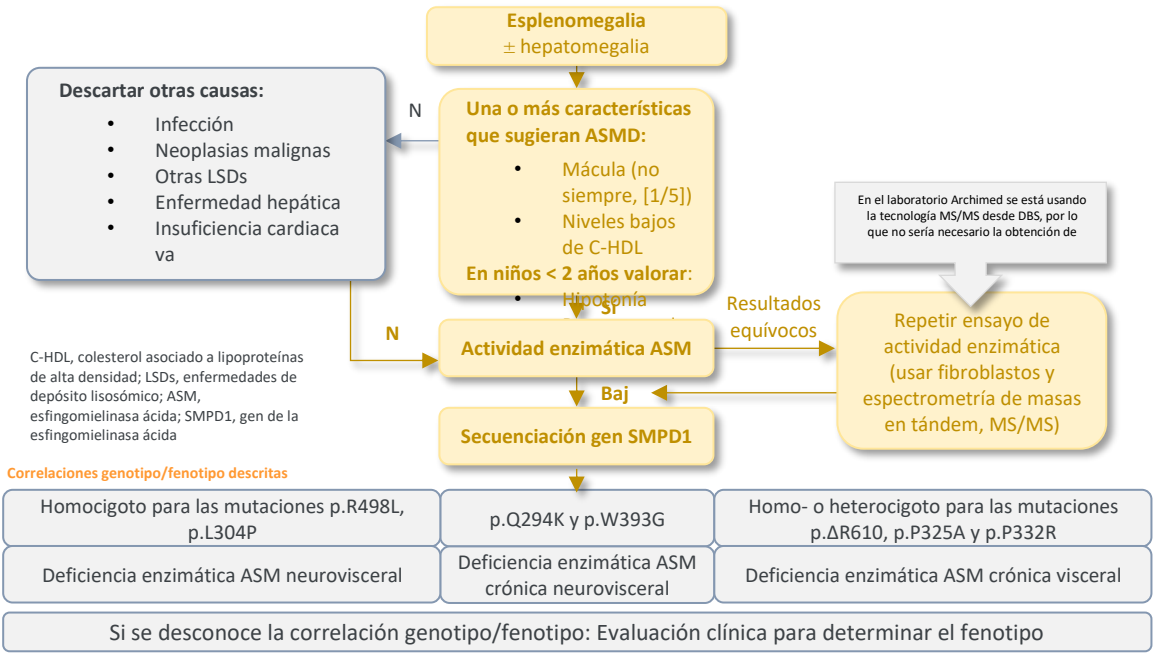 Esplenomegalia
± hepatomegalia
Descartar otras causas:
• Infección
• Neoplasias malignas
• Otras LSDs
• Enfermedad hepática
• Insuficiencia cardiaca
va
N
Una o más características
que sugieran ASMD:
• Mácula (no
siempre, [1/5])
• Niveles bajos
de C-HDL
En niños < 2 años valorar:
• Hipotonía
Sí
En el laboratorio Archimed se está usando
la tecnología MS/MS desde DBS, por lo
que no sería necesario la obtención de
N
Actividad enzimática ASM
Resultados
equívocos
Repetir ensayo de
actividad enzimática
(usar fibroblastos y
espectrometría de masas
en tándem, MS/MS)
Baj
Secuenciación gen SMPD1
C-HDL, colesterol asociado a lipoproteínas
de alta densidad; LSDs, enfermedades de
depósito lisosómico; ASM,
esfingomielinasa ácida; SMPD1, gen de la
esfingomielinasa ácida
Correlaciones genotipo/fenotipo descritas
Homocigoto para las mutaciones p.R498L,
p.L304P
p.Q294K y p.W393G
Homo- o heterocigoto para las mutaciones
p.ΔR610, p.P325A y p.P332R
Deficiencia enzimática ASM neurovisceral
Deficiencia enzimática ASM
crónica neurovisceral
Deficiencia enzimática ASM crónica visceral
Si se desconoce la correlación genotipo/fenotipo: Evaluación clínica para determinar el fenotipo